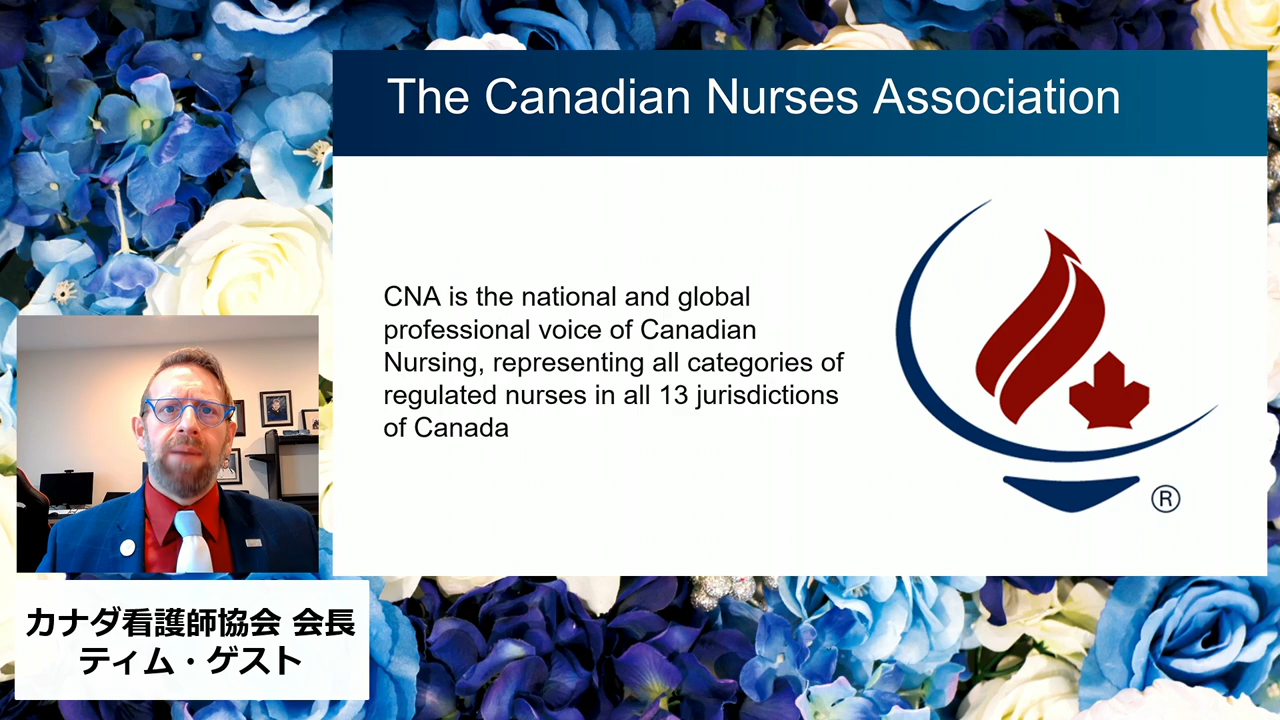 The Canadian Nurses Association
CNA is the national and global
professional voice of Canadian
Nursing, representing all categories of
regulated nurses in all 13 jurisdictions
of Canada
®
カナダ看護師協会 会長
ティム・ゲスト